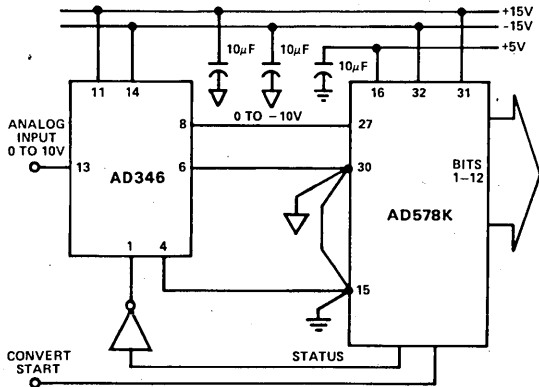 +15V
-15V
+5V
10μF
10μF
10μF
11
14
16
32
31
ANALOG
INPUT
0 TO 10V
13
8
0 TO -10V
27
6
30
AD346
BITS
1-12
AD578K
1
4
15
STATUS
CONVERT
START